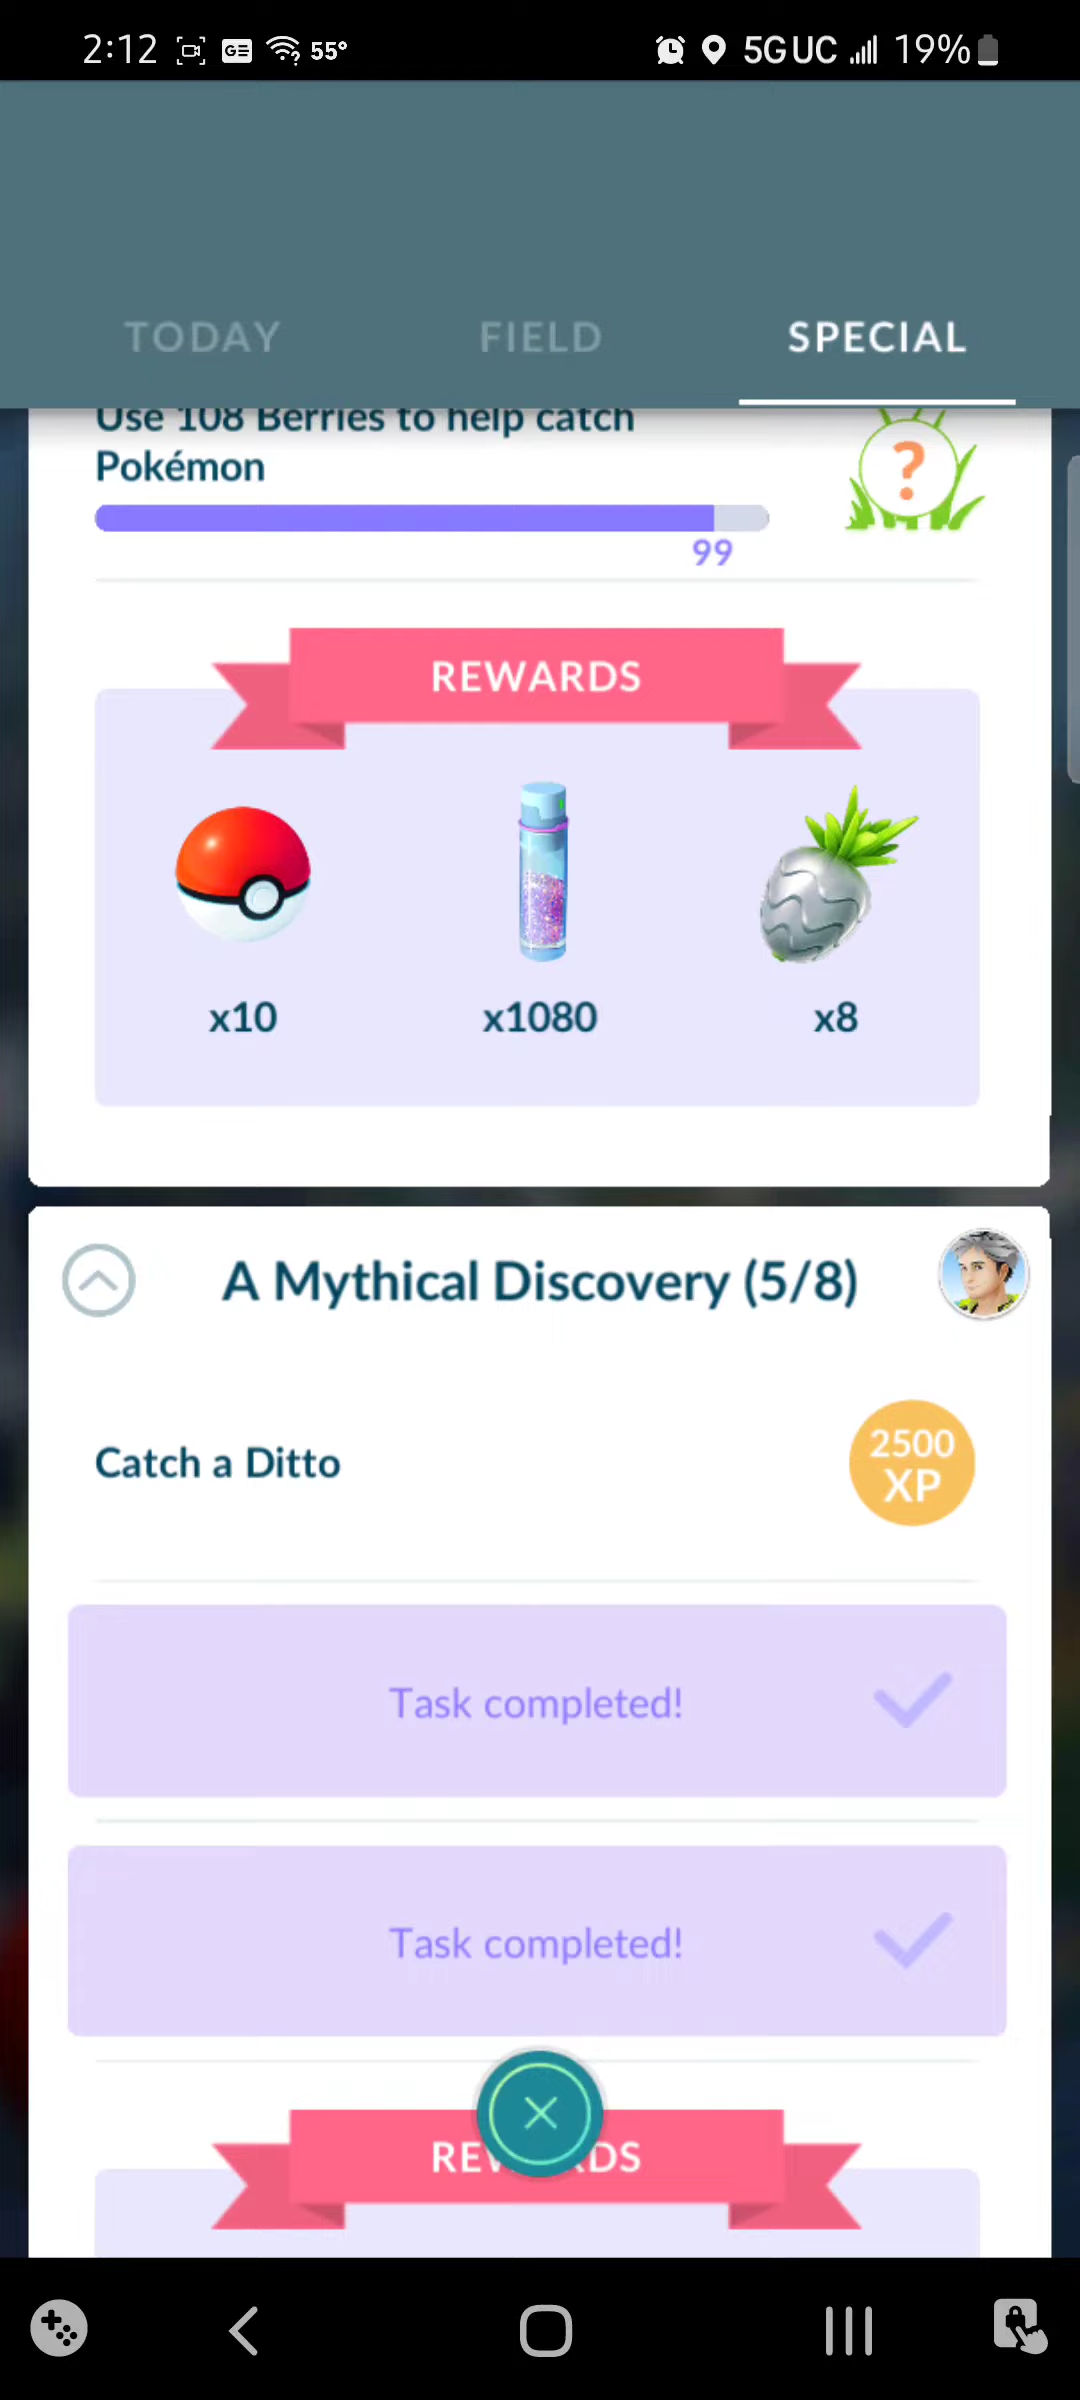 2:12 GE 55° 5G UC 19%
TODAY FIELD SPECIAL
Use 108 Berries to help catch
Pokémon
?
99
REWARDS
x10 x1080 x8
A Mythical Discovery (5/8)
Catch a Ditto
2500
XP
Task completed!
Task completed!